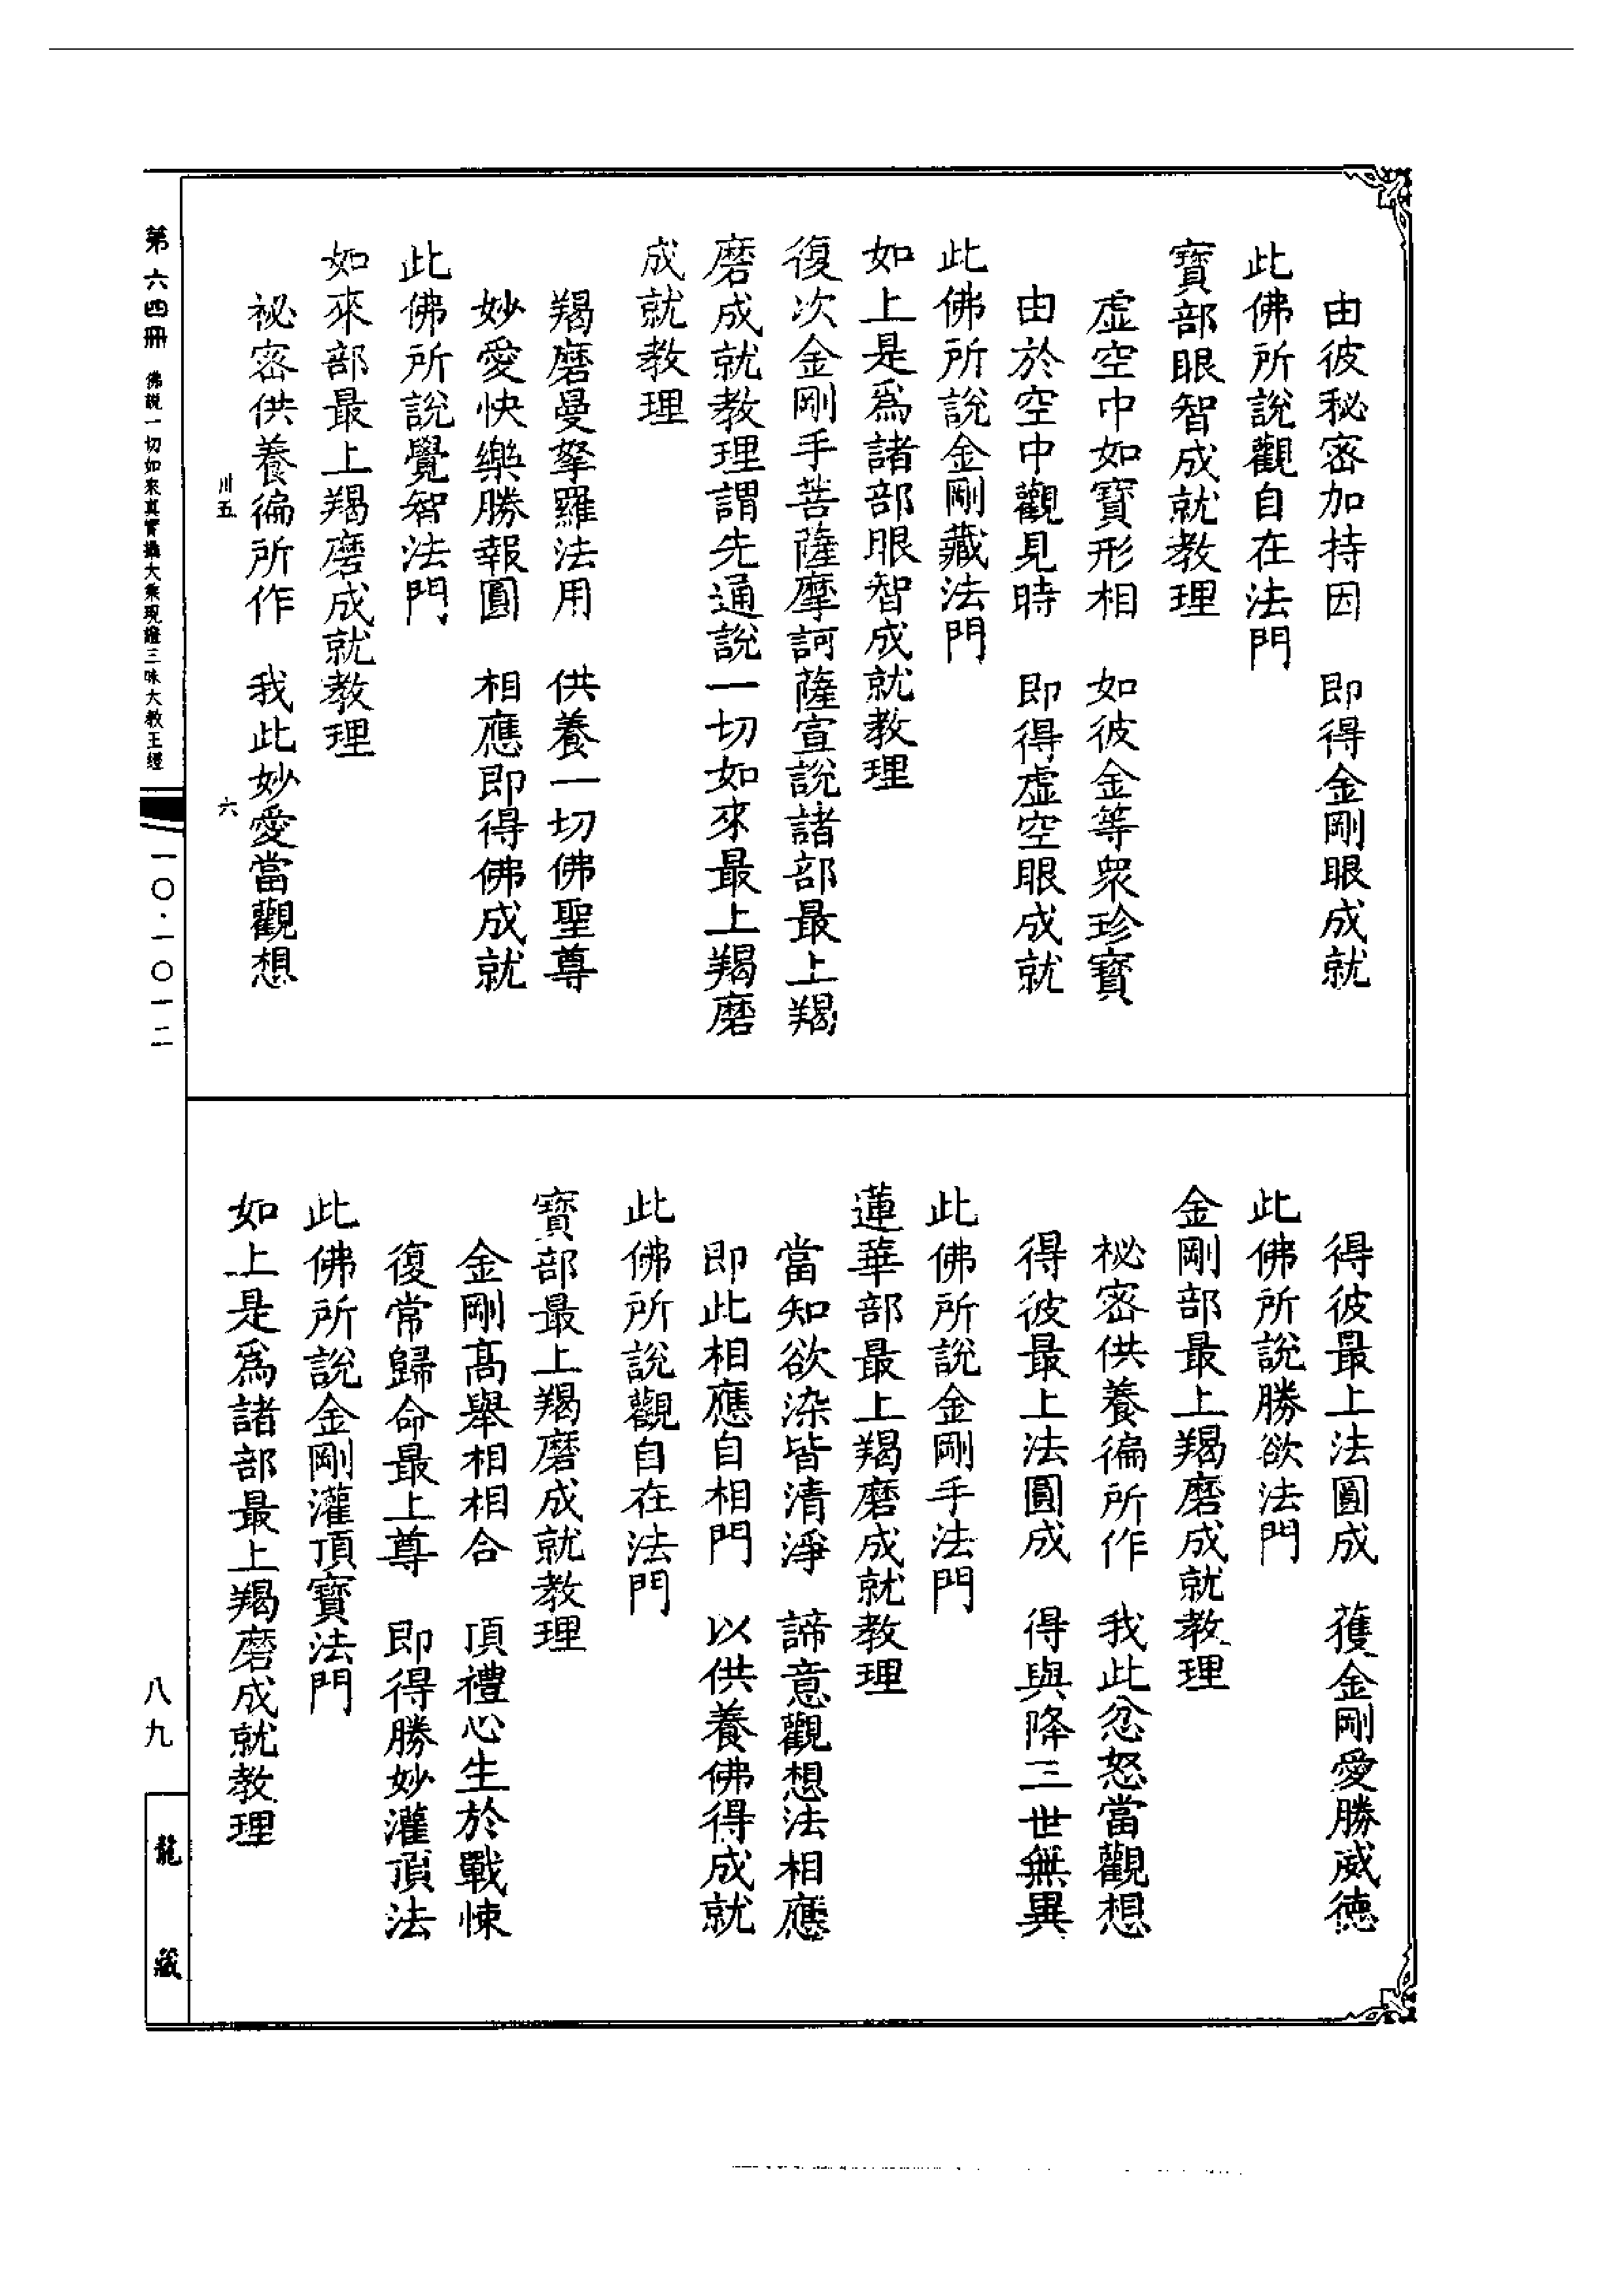 由彼秘密加持因　即得金剛眼成就
此佛所說觀自在法門
寶部眼智成就教理
虛空中如寶形相　如彼金等衆珍寶
由於空中觀見時　即得虛空眼成就
此佛所說金剛藏法門
如上是爲諸部眼智成就教理
復次金剛手菩薩摩訶薩宣說諸部最上羯
磨成就教理謂先通說一切如來最上羯磨
成就教理
羯磨曼拏羅法用　供養一切佛聖尊
妙愛快樂勝報圓　相應即得佛成就
此佛所說覺智法門
如來部最上羯磨成就教理
祕密供養徧所作　我此妙愛當觀想
川五　六
得彼最上法圓成　獲金剛愛勝威德
此佛所說勝欲法門
金剛部最上羯磨成就教理
祕密供養徧所作　我此忿怒當觀想
得彼最上法圓成　得與降三世無異
此佛所說金剛手法門
蓮華部最上羯磨成就教理
當知欲染皆清淨　諦意觀想法相應
即此相應自相門　以供養佛得成就
此佛所說觀自在法門
寶部最上羯磨成就教理
金剛高舉相相合　頂禮心生於戰悚
復常歸命最上尊　即得勝妙灌頂法
此佛所說金剛灌頂寶法門
如上是爲諸部最上羯磨成就教理
第六四冊　佛說一切如來真實攝大乘現證三昧大教王經
一〇·一〇一二
八九
龍藏